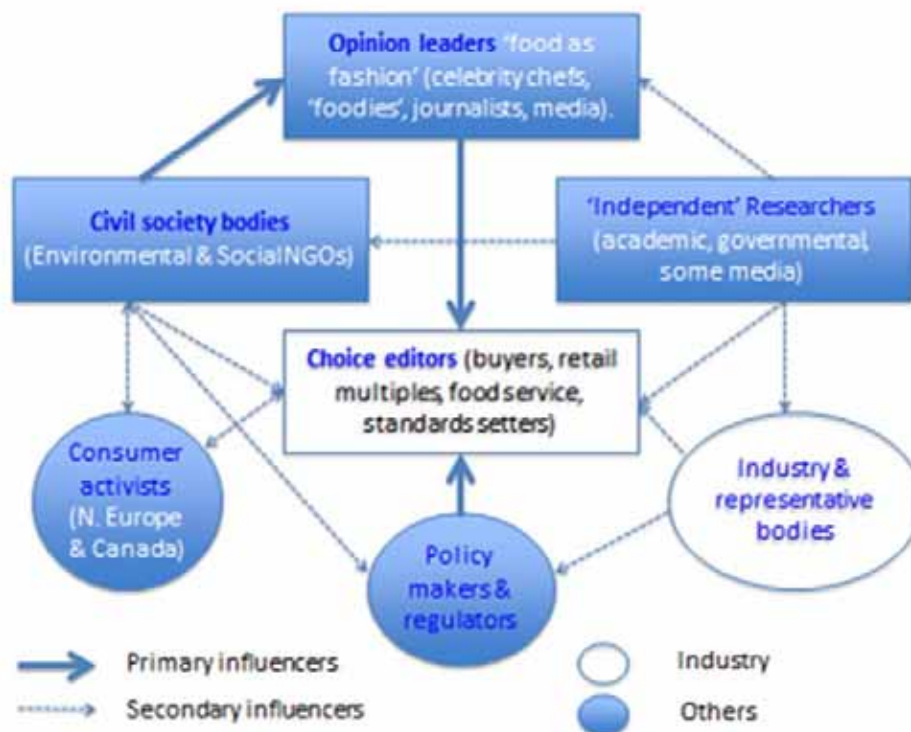 Opinion leaders 'food as
fashion' (celebrity chefs,
'foodies', journalists, media).
Civil society bodies
(Environmental & Social NGOs)
'Independent' Researchers
(academic, governmental,
some media)
Choice editors (buyers, retail
multiples, food service,
standards setters)
Consumer
activists
(N. Europe
& Canada)
Policy
makers &
regulators
Industry &
representative
bodies
Primary influencers
Secondary influencers
Industry
Others